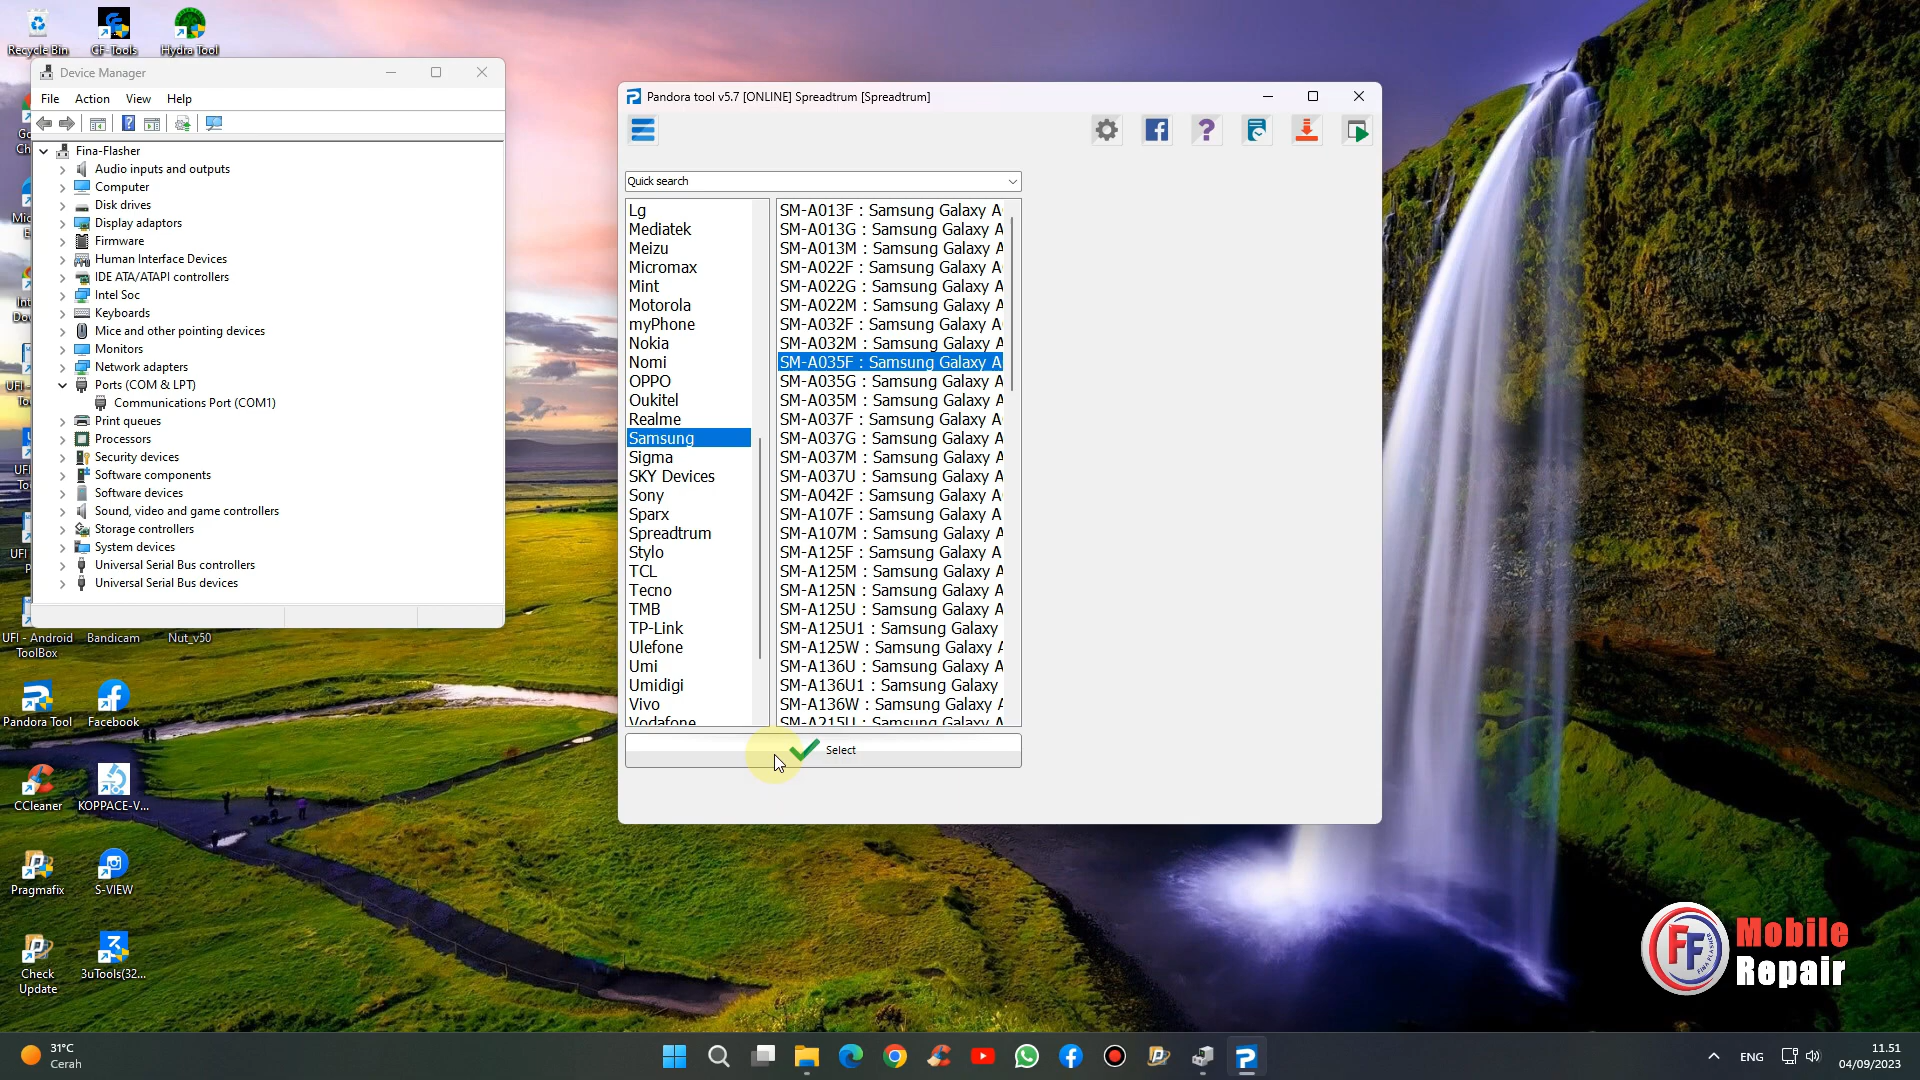 Recycle Bin
CF-Tools
Hydra Tool
Device Manager
File Action View Help
Fina-Flasher
Audio inputs and outputs
Computer
Disk drives
Display adaptors
Firmware
Human Interface Devices
IDE ATA/ATAPI controllers
Intel Soc
Keyboards
Mice and other pointing devices
Monitors
Network adapters
Ports (COM & LPT)
Communications Port (COM1)
Print queues
Processors
Security devices
Software components
Software devices
Sound, video and game controllers
Storage controllers
System devices
Universal Serial Bus controllers
Universal Serial Bus devices
UFI - Android
ToolBox
Bandicam
Nut_v50
Pandora Tool
Facebook
CCleaner
KOPPACE-V...
Pragmafix
S-VIEW
Check
Update
3uTools(32...
Pandora tool v5.7 [ONLINE] Spreadtrum [Spreadtrum]
Quick search
Lg
Mediatek
Meizu
Micromax
Mint
Motorola
myPhone
Nokia
Nomi
OPPO
Oukitel
Realme
Samsung
Sigma
SKY Devices
Sony
Sparx
Spreadtrum
Stylo
TCL
Tecno
TMB
TP-Link
Ulefone
Umi
Umidigi
Vivo
Vodafone
SM-A013F : Samsung Galaxy A
SM-A013G : Samsung Galaxy A
SM-A013M : Samsung Galaxy A
SM-A022F : Samsung Galaxy A
SM-A022G : Samsung Galaxy A
SM-A022M : Samsung Galaxy A
SM-A032F : Samsung Galaxy A
SM-A032M : Samsung Galaxy A
SM-A035F : Samsung Galaxy A
SM-A035G : Samsung Galaxy A
SM-A035M : Samsung Galaxy A
SM-A037F : Samsung Galaxy A
SM-A037G : Samsung Galaxy A
SM-A037M : Samsung Galaxy A
SM-A037U : Samsung Galaxy A
SM-A042F : Samsung Galaxy A
SM-A107F : Samsung Galaxy A
SM-A107M : Samsung Galaxy A
SM-A125F : Samsung Galaxy A
SM-A125M : Samsung Galaxy A
SM-A125N : Samsung Galaxy A
SM-A125U : Samsung Galaxy A
SM-A125U1 : Samsung Galaxy
SM-A125W : Samsung Galaxy A
SM-A136U : Samsung Galaxy A
SM-A136U1 : Samsung Galaxy
SM-A136W : Samsung Galaxy A
SM-A215U : Samsung Galaxy A
Select
FF
Mobile
Repair
31°C
Cerah
ENG
11.51
04/09/2023